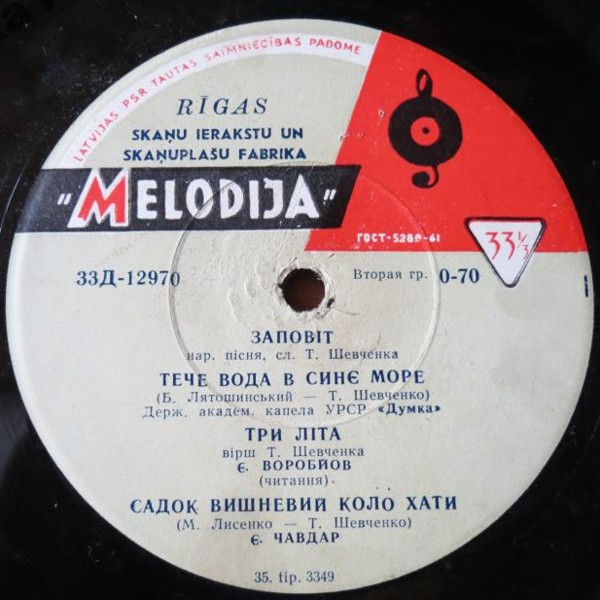 LATVIJAS PSR TAUTAS SAIMNIECĪBAS PADOME
RĪGAS
SKAŅU IERAKSTU UN
SKAŅUPLAŠU FABRIKA
"MELODIJA"
ГОСТ-5289-61
33⅓
33Д-12970
Вторая гр. 0-70
I
ЗАПОВІТ
нар. пісня, сл. Т. Шевченка
ТЕЧЕ ВОДА В СИНЄ МОРЕ
(Б. Лятошинський — Т. Шевченко)
Держ. академ. капела УРСР «Думка»
ТРИ ЛІТА
вірш Т. Шевченка
Є. ВОРОБЙОВ
(читання)
САДОК ВИШНЕВИЙ КОЛО ХАТИ
(М. Лисенко — Т. Шевченко)
Є. ЧАВДАР
35. tip. 3349